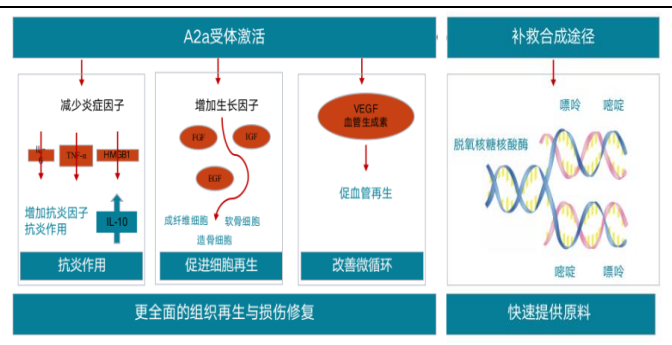 A2a受体激活
补救合成途径
减少炎症因子
TNF-α
HMGB1
增加抗炎因子
抗炎作用
IL-10
抗炎作用
增加生长因子
FGF
IGF
EGF
成纤维细胞
软骨细胞
造骨细胞
促进细胞再生
VEGF
血管生成素
促血管再生
改善微循环
嘌呤
嘧啶
脱氧核糖核酸酶
嘧啶
嘌呤
更全面的组织再生与损伤修复
快速提供原料